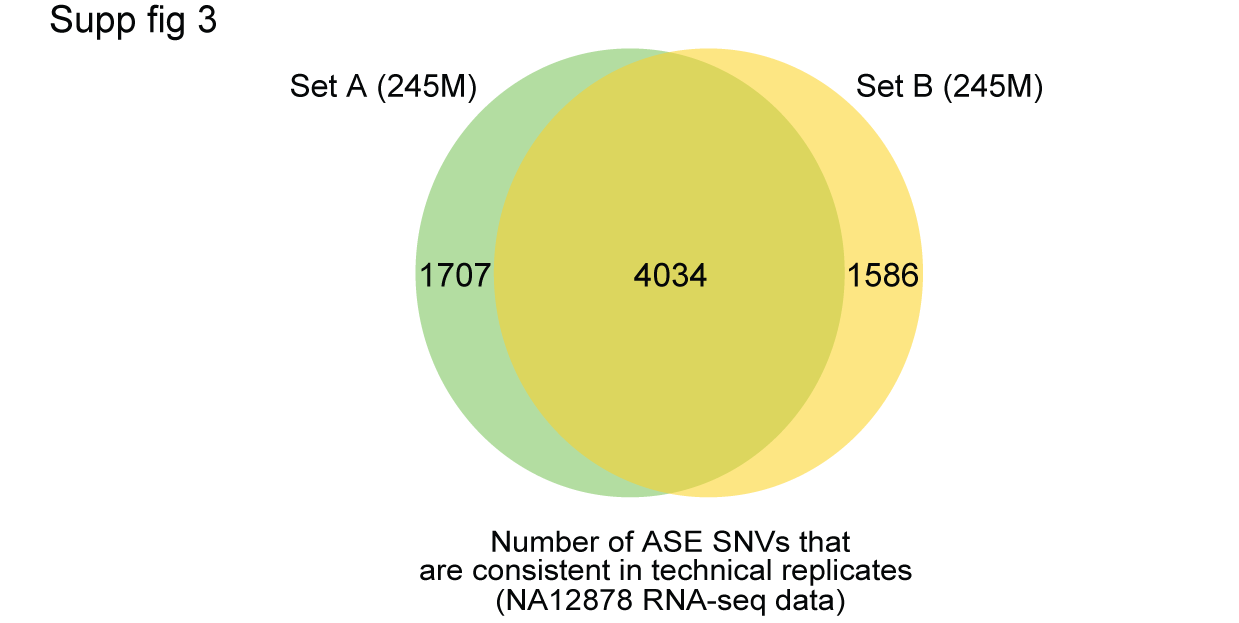 Supp fig 3
Set A (245M)
Set B (245M)
1707
4034
1586
Number of ASE SNVs that
are consistent in technical replicates
(NA12878 RNA-seq data)